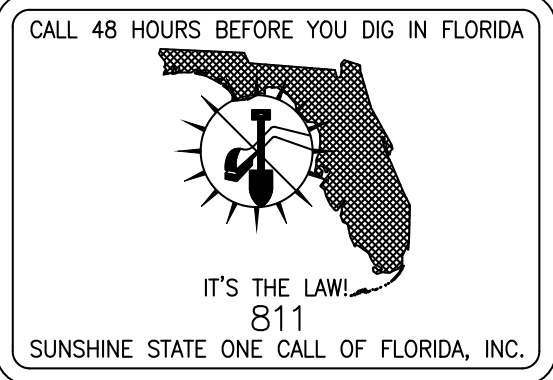 CALL 48 HOURS BEFORE YOU DIG IN FLORIDA
IT'S THE LAW!
811
SUNSHINE STATE ONE CALL OF FLORIDA, INC.